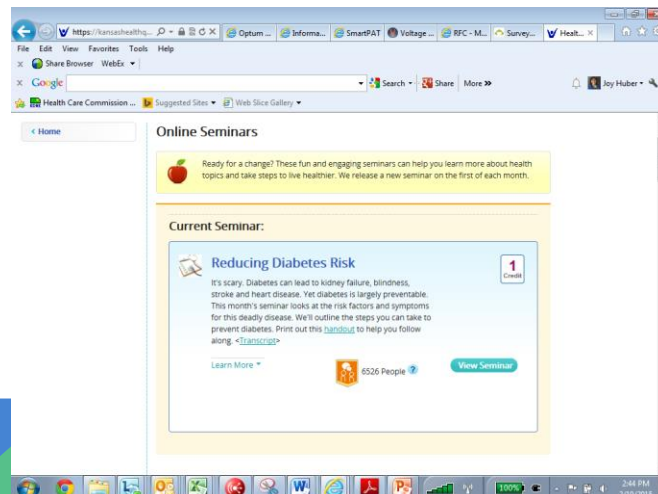 https://kansashealthq...
Optum ...
Informa...
SmartPAT
Voltage ...
RFC - M...
Survey...
Healt...
File Edit View Favorites Tools Help
Share Browser WebEx
Google
Search
Share
More »
Joy Huber
Health Care Commission ...
Suggested Sites
Web Slice Gallery
< Home
Online Seminars
Ready for a change? These fun and engaging seminars can help you learn more about health
topics and take steps to live healthier. We release a new seminar on the first of each month.
Current Seminar:
Reducing Diabetes Risk
1
Credit
It's scary. Diabetes can lead to kidney failure, blindness,
stroke and heart disease. Yet diabetes is largely preventable.
This month's seminar looks at the risk factors and symptoms
for this deadly disease. We'll outline the steps you can take to
prevent diabetes. Print out this handout to help you follow
along. <Transcript>
Learn More
6526 People ?
View Seminar
100%
2:44 PM